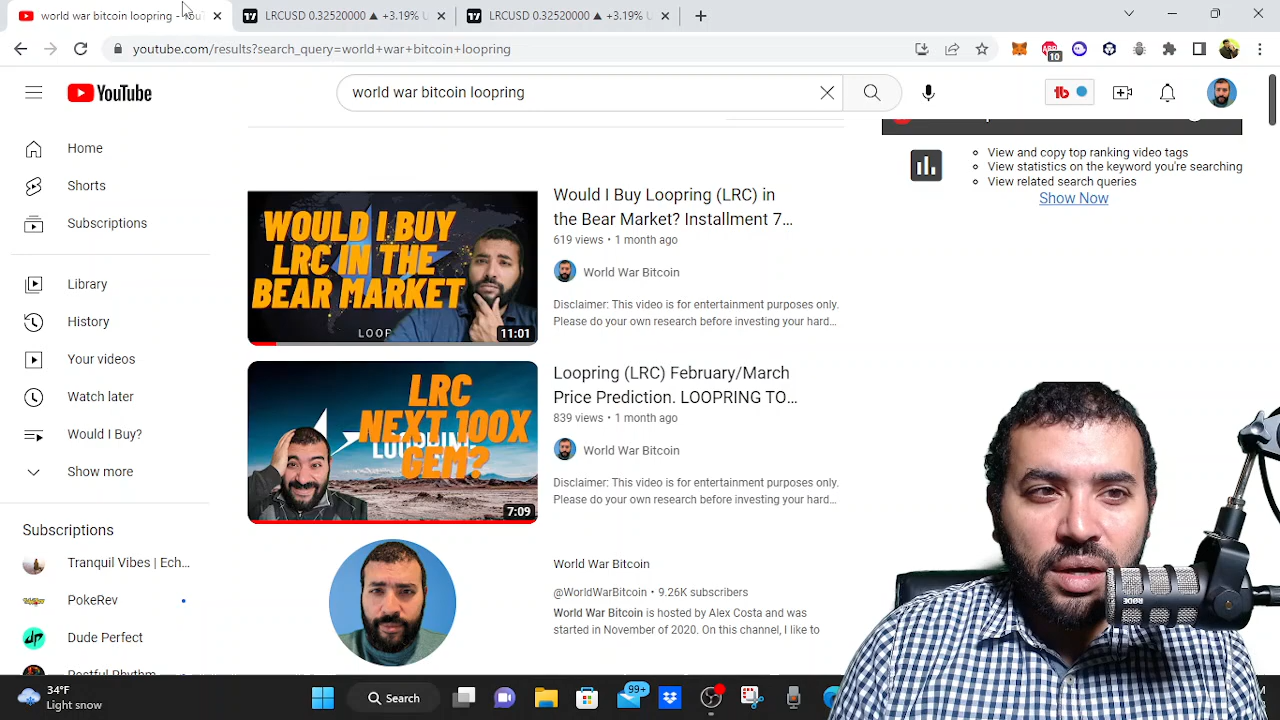 world war bitcoin loopring - You
LRCUSD 0.32520000 ▲ +3.19% U
LRCUSD 0.32520000 ▲ +3.19% U
youtube.com/results?search_query=world+war+bitcoin+loopring
10
YouTube
world war bitcoin loopring
Home
Shorts
Subscriptions
Library
History
Your videos
Watch later
Would I Buy?
Show more
Subscriptions
Tranquil Vibes | Ech...
PokeRev
Dude Perfect
Restful Rhythm
WOULD I BUY
LRC IN THE
BEAR MARKET
LOOP
11:01
Would I Buy Loopring (LRC) in
the Bear Market? Installment 7...
619 views • 1 month ago
World War Bitcoin
Disclaimer: This video is for entertainment purposes only.
Please do your own research before investing your hard...
LRC
NEXT 100X
LOOPRING
GEM?
7:09
Loopring (LRC) February/March
Price Prediction. LOOPRING TO...
839 views • 1 month ago
World War Bitcoin
Disclaimer: This video is for entertainment purposes only.
Please do your own research before investing your hard...
World War Bitcoin
@WorldWarBitcoin • 9.26K subscribers
World War Bitcoin is hosted by Alex Costa and was
started in November of 2020. On this channel, I like to
View and copy top ranking video tags
View statistics on the keyword you're searching
View related search queries
Show Now
RØDE
34°F
Light snow
Search
99+